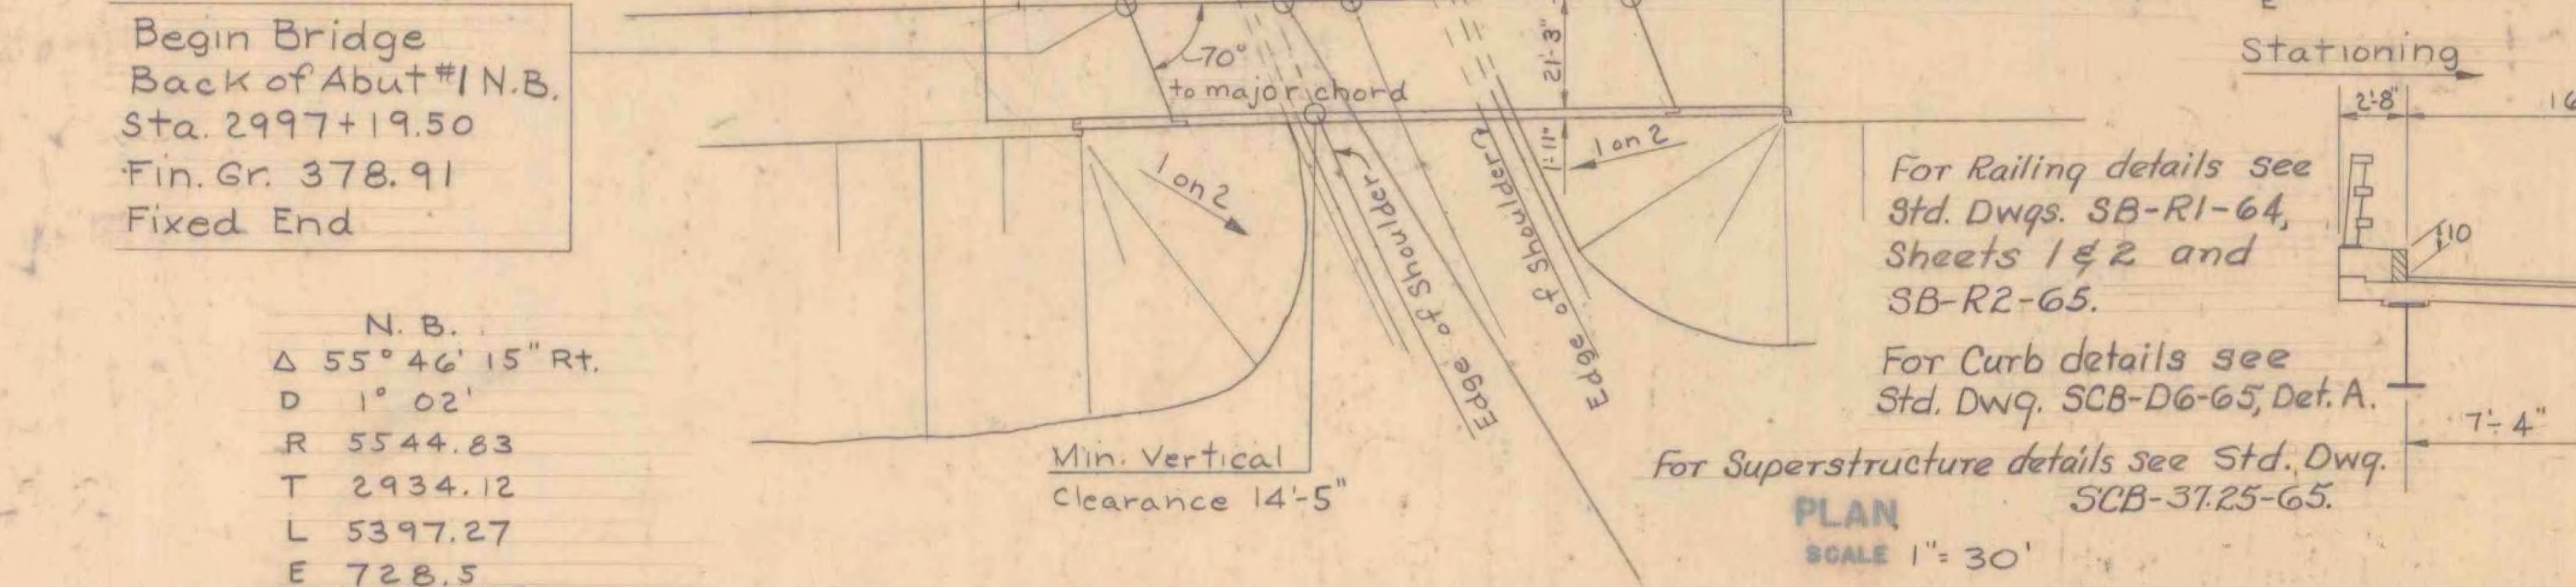 Begin Bridge
Back of Abut #1 N.B.
Sta. 2997+19.50
Fin. Gr. 378.91
Fixed End
N. B.
Δ 55° 46' 15" Rt.
D 1° 02'
R 5544.83
T 2934.12
L 5397.27
E 728.5
70°
to major chord
21'-3"
1'-11"
1 on 2
1 on 2
Edge of Shoulder
Edge of Shoulder
Min. Vertical
Clearance 14'-5"
Stationing
2'-8"
10
7'-4"
For Railing details see
Std. Dwgs. SB-R1-64,
Sheets 1 & 2 and
SB-R2-65.
For Curb details see
Std. Dwg. SCB-D6-65, Det. A.
For Superstructure details see Std. Dwg.
SCB-37.25-65.
PLAN
SCALE 1"= 30'